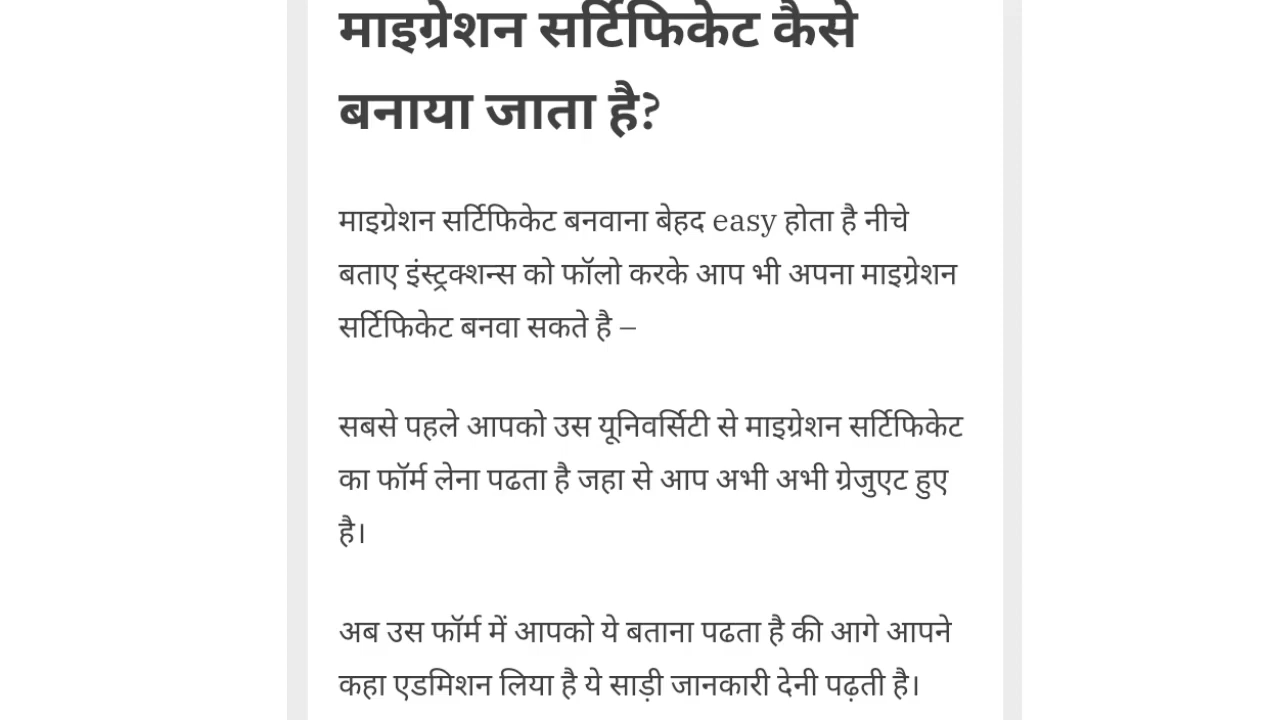 माइग्रेशन सर्टिफिकेट कैसे
बनाया जाता है?
माइग्रेशन सर्टिफिकेट बनवाना बेहद easy होता है नीचे
बताए इंस्ट्रक्शन्स को फॉलो करके आप भी अपना माइग्रेशन
सर्टिफिकेट बनवा सकते है –
सबसे पहले आपको उस यूनिवर्सिटी से माइग्रेशन सर्टिफिकेट
का फॉर्म लेना पढता है जहा से आप अभी अभी ग्रेजुएट हुए
है।
अब उस फॉर्म में आपको ये बताना पढता है की आगे आपने
कहा एडमिशन लिया है ये साड़ी जानकारी देनी पढ़ती है।